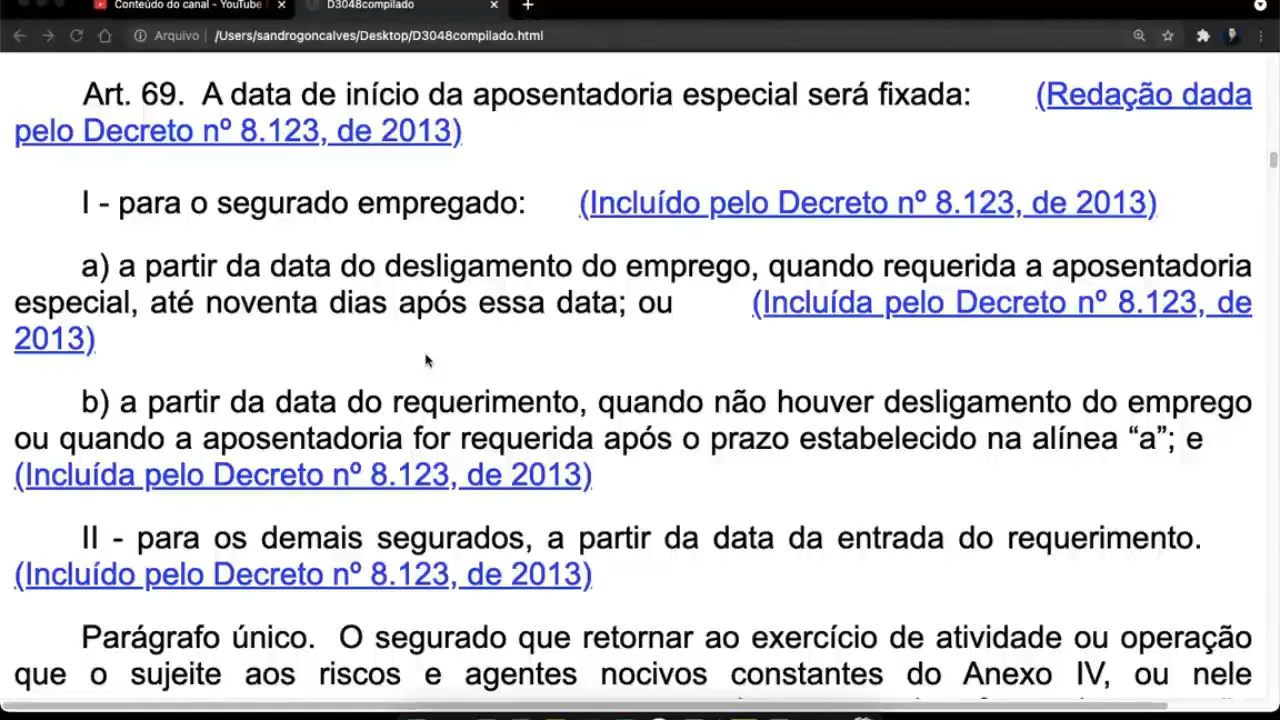 Conteúdo do canal - YouTube
D3048compilado
Arquivo
/Users/sandrogoncalves/Desktop/D3048compilado.html
Art. 69. A data de início da aposentadoria especial será fixada: (Redação dada
pelo Decreto nº 8.123, de 2013)
I - para o segurado empregado: (Incluído pelo Decreto nº 8.123, de 2013)
a) a partir da data do desligamento do emprego, quando requerida a aposentadoria
especial, até noventa dias após essa data; ou (Incluída pelo Decreto nº 8.123, de
2013)
b) a partir da data do requerimento, quando não houver desligamento do emprego
ou quando a aposentadoria for requerida após o prazo estabelecido na alínea “a”; e
(Incluída pelo Decreto nº 8.123, de 2013)
II - para os demais segurados, a partir da data da entrada do requerimento.
(Incluído pelo Decreto nº 8.123, de 2013)
Parágrafo único. O segurado que retornar ao exercício de atividade ou operação
que o sujeite aos riscos e agentes nocivos constantes do Anexo IV, ou nele